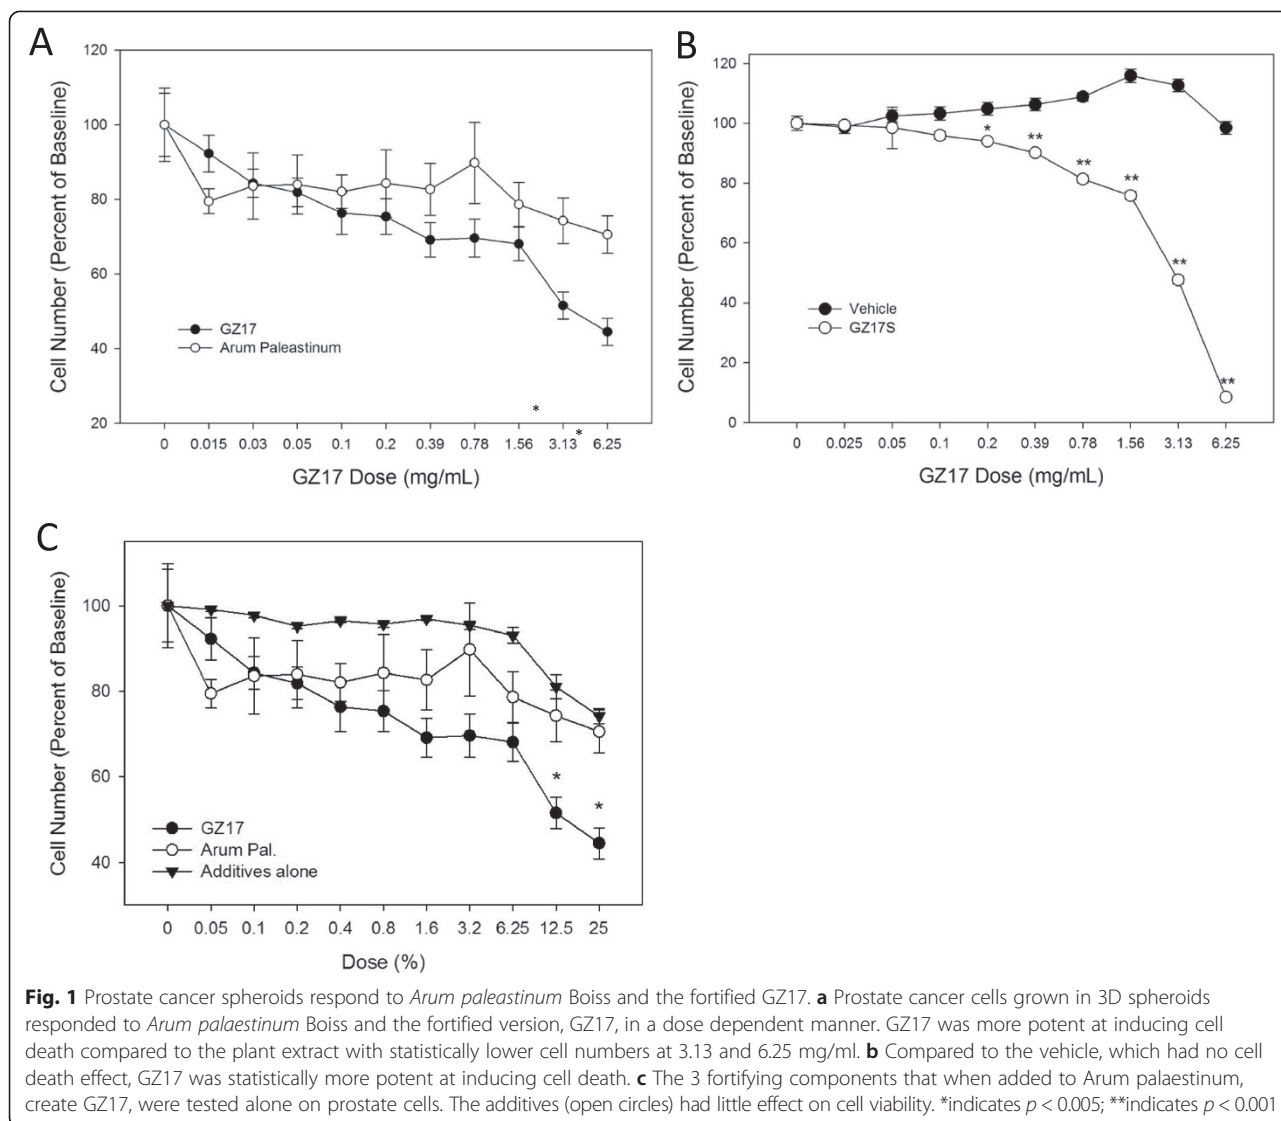 A
120
100
80
60
40
20
Cell Number (Percent of Baseline)
GZ17
Arum Paleastinum
*
*
0 0.015 0.03 0.05 0.1 0.2 0.39 0.78 1.56 3.13 6.25
GZ17 Dose (mg/mL)
B
120
100
80
60
40
20
0
Cell Number (Percent of Baseline)
* ** ** ** ** **
Vehicle
GZ17S
0 0.025 0.05 0.1 0.2 0.39 0.78 1.56 3.13 6.25
GZ17 Dose (mg/mL)
C
100
80
60
40
Cell Number (Percent of Baseline)
* *
GZ17
Arum Pal.
Additives alone
0 0.05 0.1 0.2 0.4 0.8 1.6 3.2 6.25 12.5 25
Dose (%)
Fig. 1 Prostate cancer spheroids respond to Arum paleastinum Boiss and the fortified GZ17. a Prostate cancer cells grown in 3D spheroids
responded to Arum palaestinum Boiss and the fortified version, GZ17, in a dose dependent manner. GZ17 was more potent at inducing cell
death compared to the plant extract with statistically lower cell numbers at 3.13 and 6.25 mg/ml. b Compared to the vehicle, which had no cell
death effect, GZ17 was statistically more potent at inducing cell death. c The 3 fortifying components that when added to Arum palaestinum,
create GZ17, were tested alone on prostate cells. The additives (open circles) had little effect on cell viability. *indicates p < 0.005; **indicates p < 0.001